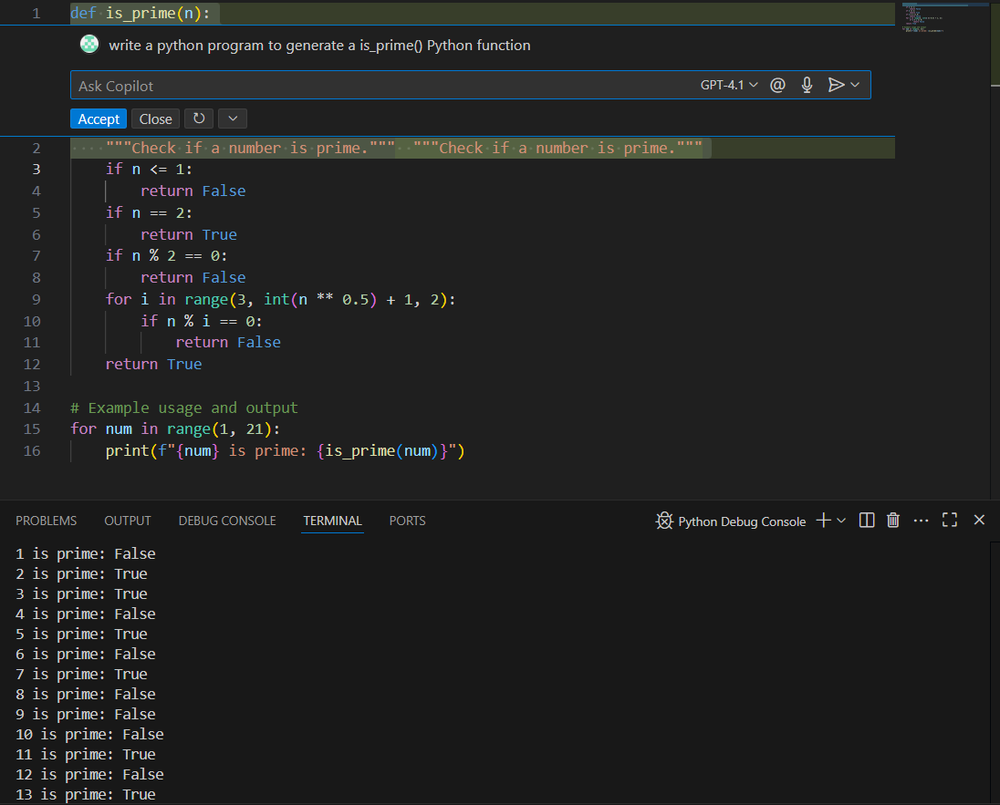 1 def is_prime(n):
write a python program to generate a is_prime() Python function
Ask Copilot GPT-4.1 @
Accept Close
2 """Check if a number is prime.""" """Check if a number is prime."""
3 if n <= 1:
4 return False
5 if n == 2:
6 return True
7 if n % 2 == 0:
8 return False
9 for i in range(3, int(n ** 0.5) + 1, 2):
10 if n % i == 0:
11 return False
12 return True
13
14 # Example usage and output
15 for num in range(1, 21):
16 print(f"{num} is prime: {is_prime(num)}")
PROBLEMS OUTPUT DEBUG CONSOLE TERMINAL PORTS Python Debug Console
1 is prime: False
2 is prime: True
3 is prime: True
4 is prime: False
5 is prime: True
6 is prime: False
7 is prime: True
8 is prime: False
9 is prime: False
10 is prime: False
11 is prime: True
12 is prime: False
13 is prime: True